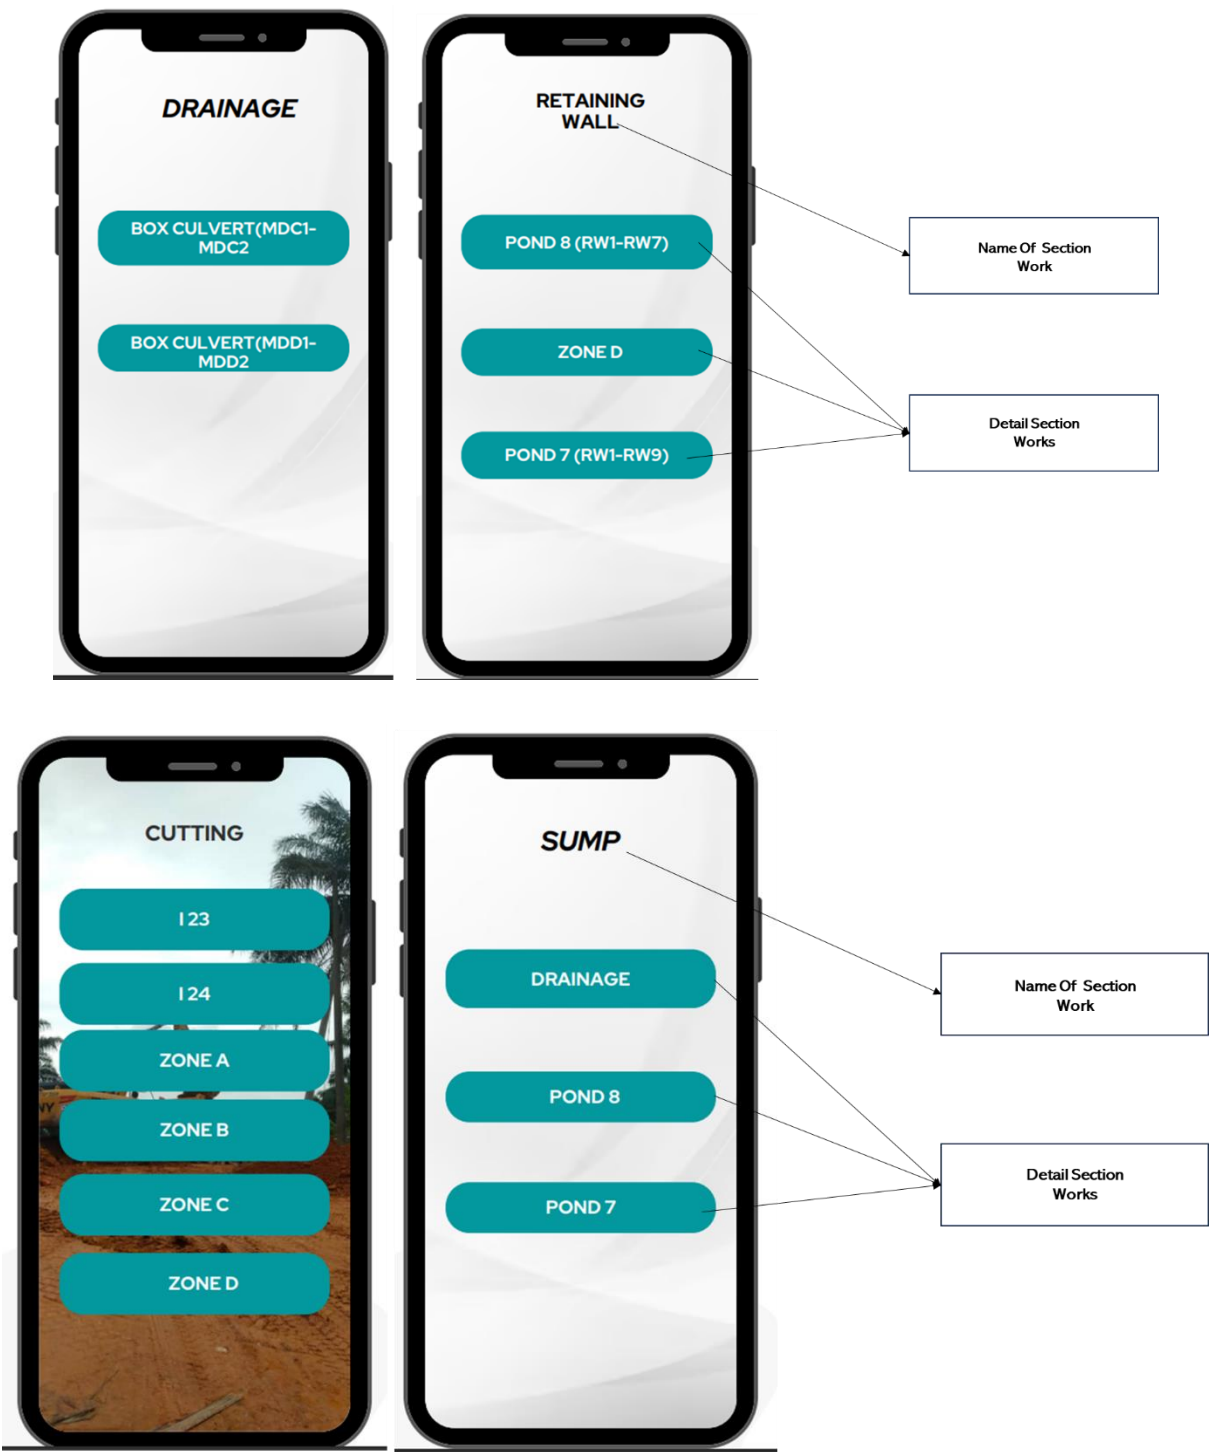 DRAINAGE
BOX CULVERT(MDC1-
MDC2
BOX CULVERT(MDD1-
MDD2
RETAINING
WALL
POND 8 (RW1-RW7)
ZONE D
POND 7 (RW1-RW9)
Name Of Section
Work
Detail Section
Works
CUTTING
I 23
I 24
ZONE A
ZONE B
ZONE C
ZONE D
SUMP
DRAINAGE
POND 8
POND 7
Name Of Section
Work
Detail Section
Works